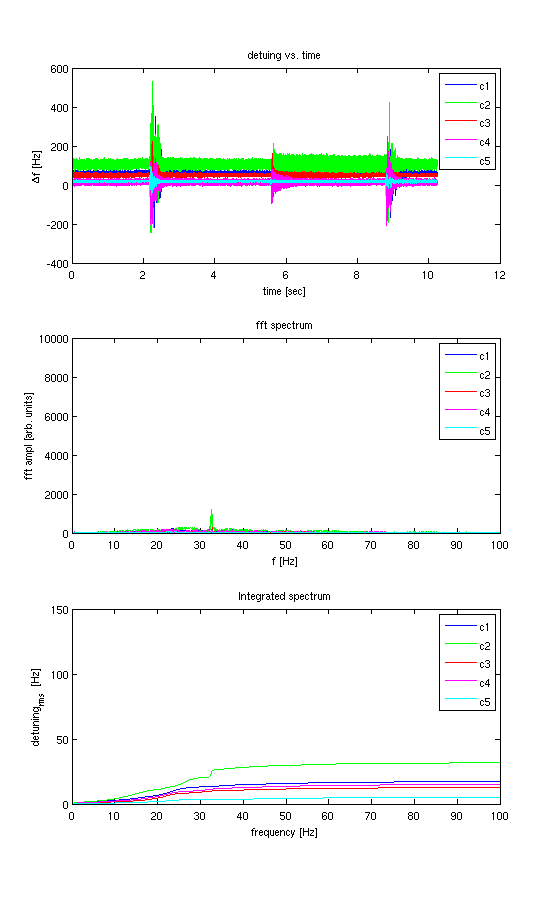 detuing vs. time
600
400
200
0
-200
-400
Δf [Hz]
0 2 4 6 8 10 12
time [sec]
c1
c2
c3
c4
c5
fft spectrum
10000
8000
6000
4000
2000
0
fft ampl [arb. units]
0 10 20 30 40 50 60 70 80 90 100
f [Hz]
c1
c2
c3
c4
c5
Integrated spectrum
150
100
50
0
detuning_rms [Hz]
0 10 20 30 40 50 60 70 80 90 100
frequency [Hz]
c1
c2
c3
c4
c5